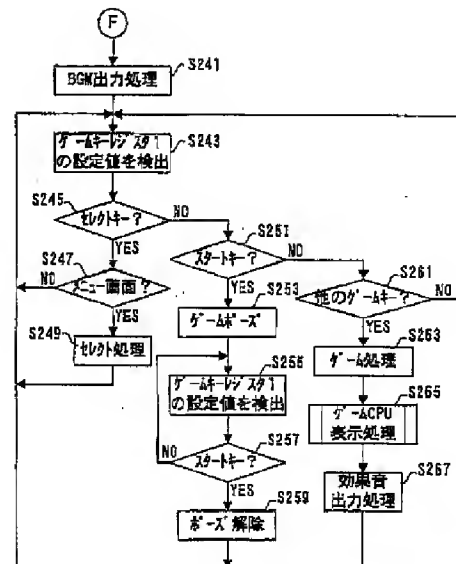 F
BGM出力処理
S241
ゲームキーレジスタ1
の設定値を検出
S243
S245
セレクトキー?
NO
YES
S247
メニュー画面?
NO
YES
S249
セレクト処理
S251
スタートキー?
NO
YES
S253
ゲームポーズ
S255
ゲームキーレジスタ1
の設定値を検出
S257
スタートキー?
NO
YES
S259
ポーズ解除
S261
他のゲームキー?
NO
YES
S263
ゲーム処理
S265
ゲームCPU
表示処理
S267
効果音
出力処理